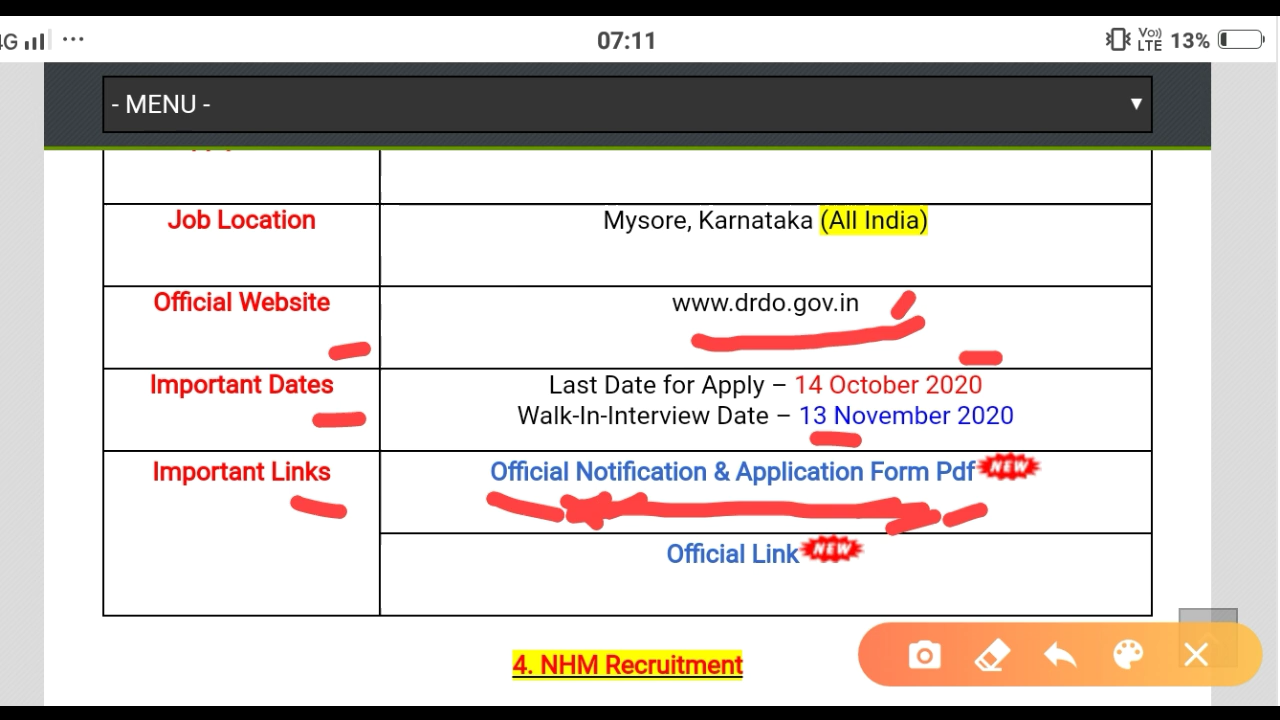 4G
07:11
Vo))
LTE
13%
- MENU -
Job Location
Mysore, Karnataka (All India)
Official Website
www.drdo.gov.in
Important Dates
Last Date for Apply – 14 October 2020
Walk-In-Interview Date – 13 November 2020
Important Links
Official Notification & Application Form Pdf NEW
Official Link NEW
4. NHM Recruitment